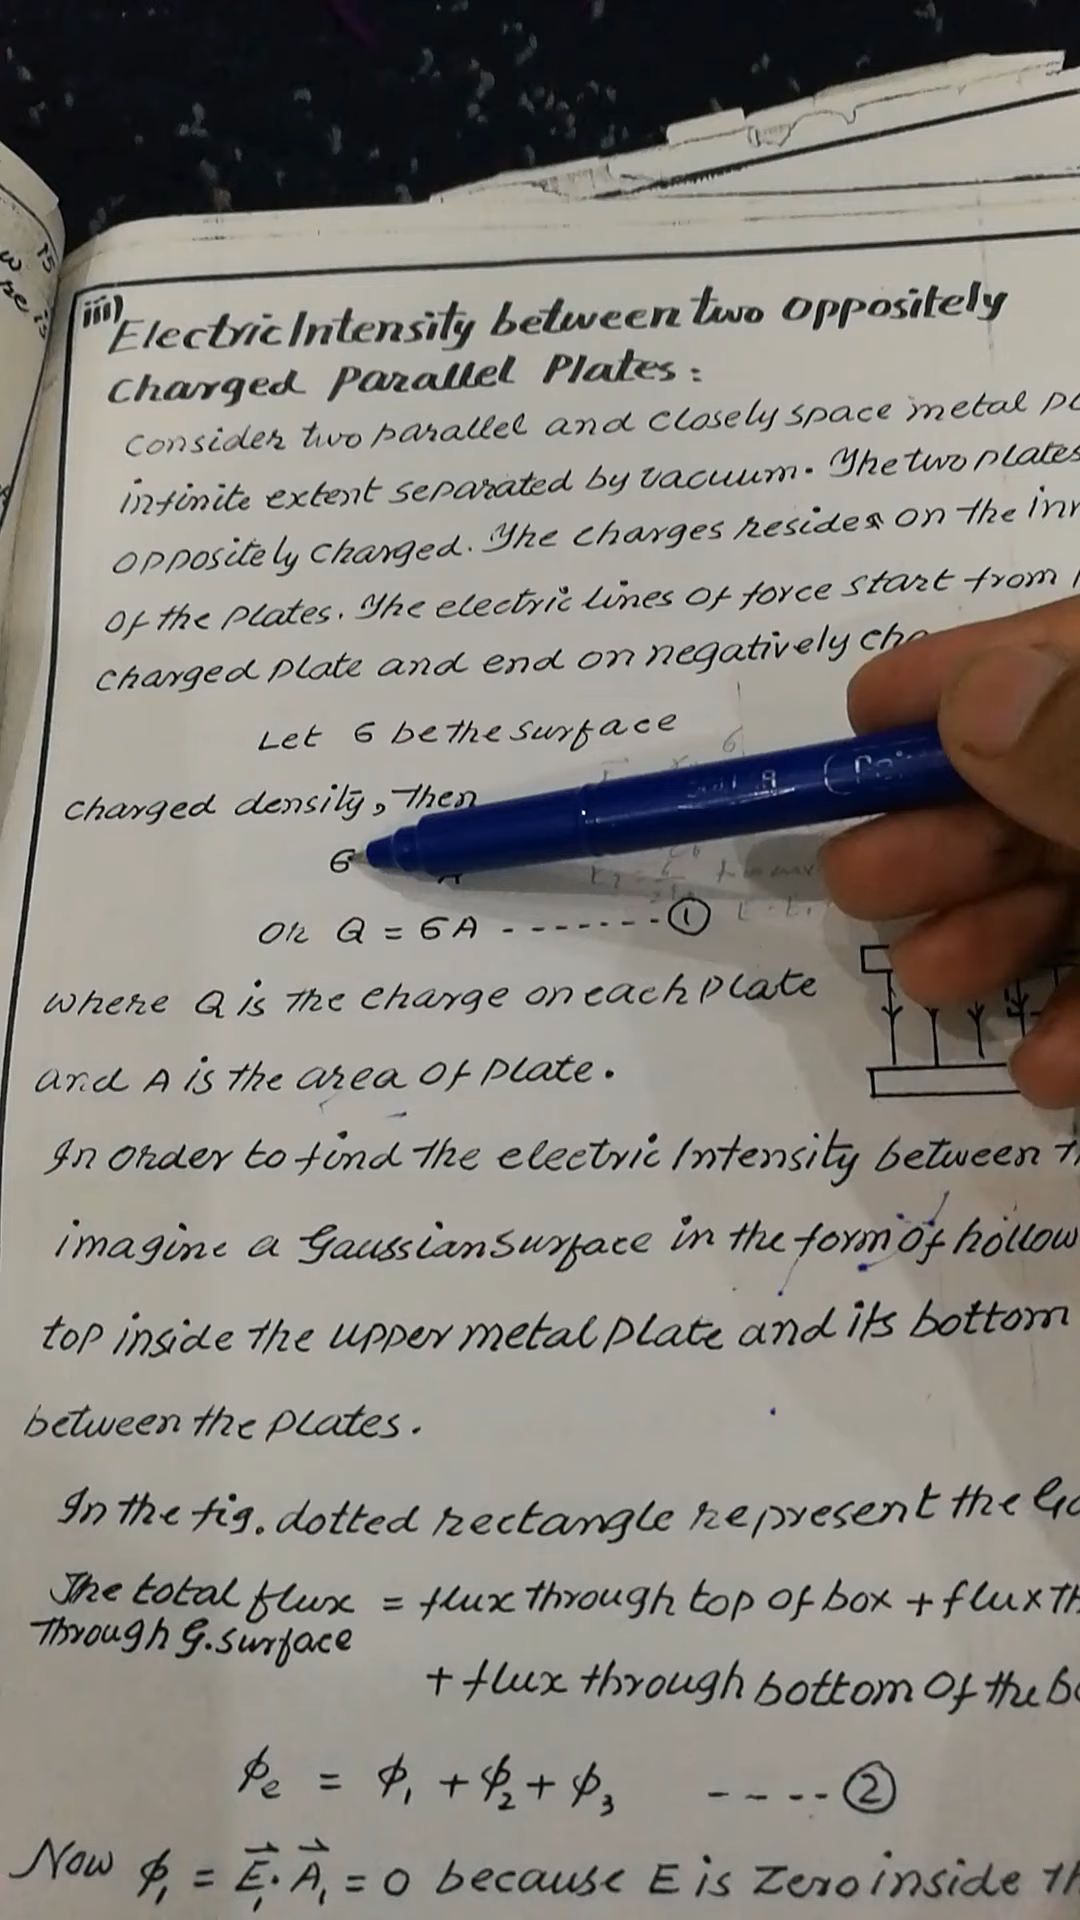 iii) Electric Intensity between two oppositely
Charged Parallel Plates:
Consider two parallel and closely space metal
infinite extent separated by vacuum. The two plates
oppositely charged. The charges resides on the
of the plates. The electric lines of force start from
charged plate and end on negatively
Let σ be the surface
charged density, then
σ
or Q = σA -------①
where Q is the charge on each plate
and A is the area of plate.
In order to find the electric Intensity between
imagine a Gaussian surface in the form of hollow
top inside the upper metal plate and its bottom
between the plates.
In the fig. dotted rectangle represent the
The total flux = flux through top of box + flux
through G. surface
+ flux through bottom of the
ϕe = ϕ1 + ϕ2 + ϕ3 ----②
Now ϕ1 = E⃗1.A⃗1 = 0 because E is zero inside